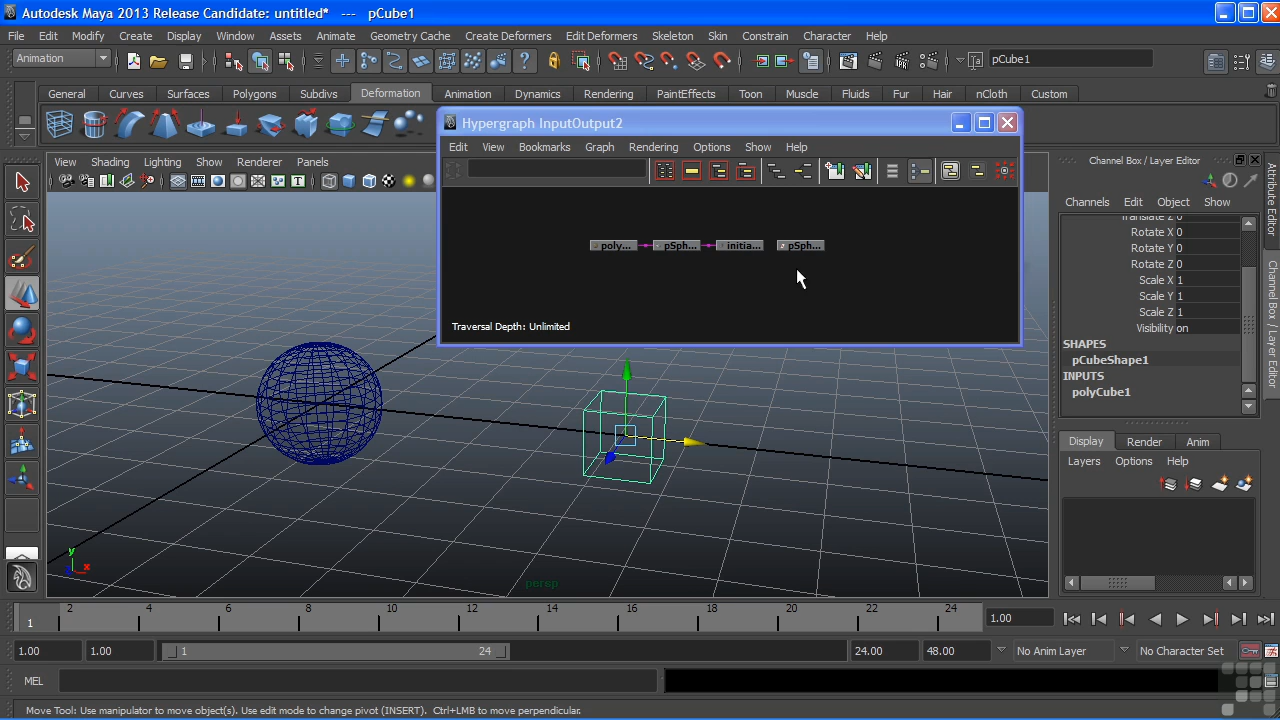 Autodesk Maya 2013 Release Candidate: untitled*   ---   pCube1
File Edit Modify Create Display Window Assets Animate Geometry Cache Create Deformers Edit Deformers Skeleton Skin Constrain Character Help
Animation
pCube1
General Curves Surfaces Polygons Subdivs Deformation Animation Dynamics Rendering PaintEffects Toon Muscle Fluids Fur Hair nCloth Custom
Hypergraph InputOutput2
Edit View Bookmarks Graph Rendering Options Show Help
poly... pSph... initia... pSph...
Traversal Depth: Unlimited
View Shading Lighting Show Renderer Panels
Channel Box / Layer Editor
Channels Edit Object Show
Translate Z 0
Rotate X 0
Rotate Y 0
Rotate Z 0
Scale X 1
Scale Y 1
Scale Z 1
Visibility on
SHAPES
pCubeShape1
INPUTS
polyCube1
Attribute Editor
Channel Box / Layer Editor
Display Render Anim
Layers Options Help
y
x
persp
1 2 4 6 8 10 12 14 16 18 20 22 24
1.00
1.00 1.00 1 24 24.00 48.00 No Anim Layer No Character Set
MEL
Move Tool: Use manipulator to move object(s). Use edit mode to change pivot (INSERT).  Ctrl+LMB to move perpendicular.